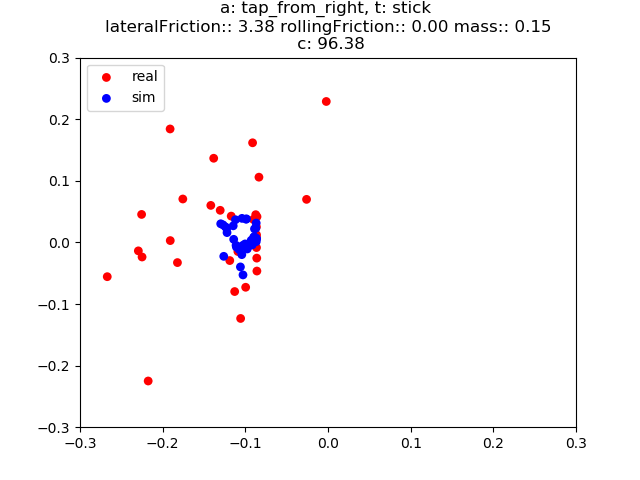 a: tap_from_right, t: stick
lateralFriction:: 3.38 rollingFriction:: 0.00 mass:: 0.15
c: 96.38
real
sim
0.3
0.2
0.1
0.0
−0.1
−0.2
−0.3
−0.3
−0.2
−0.1
0.0
0.1
0.2
0.3